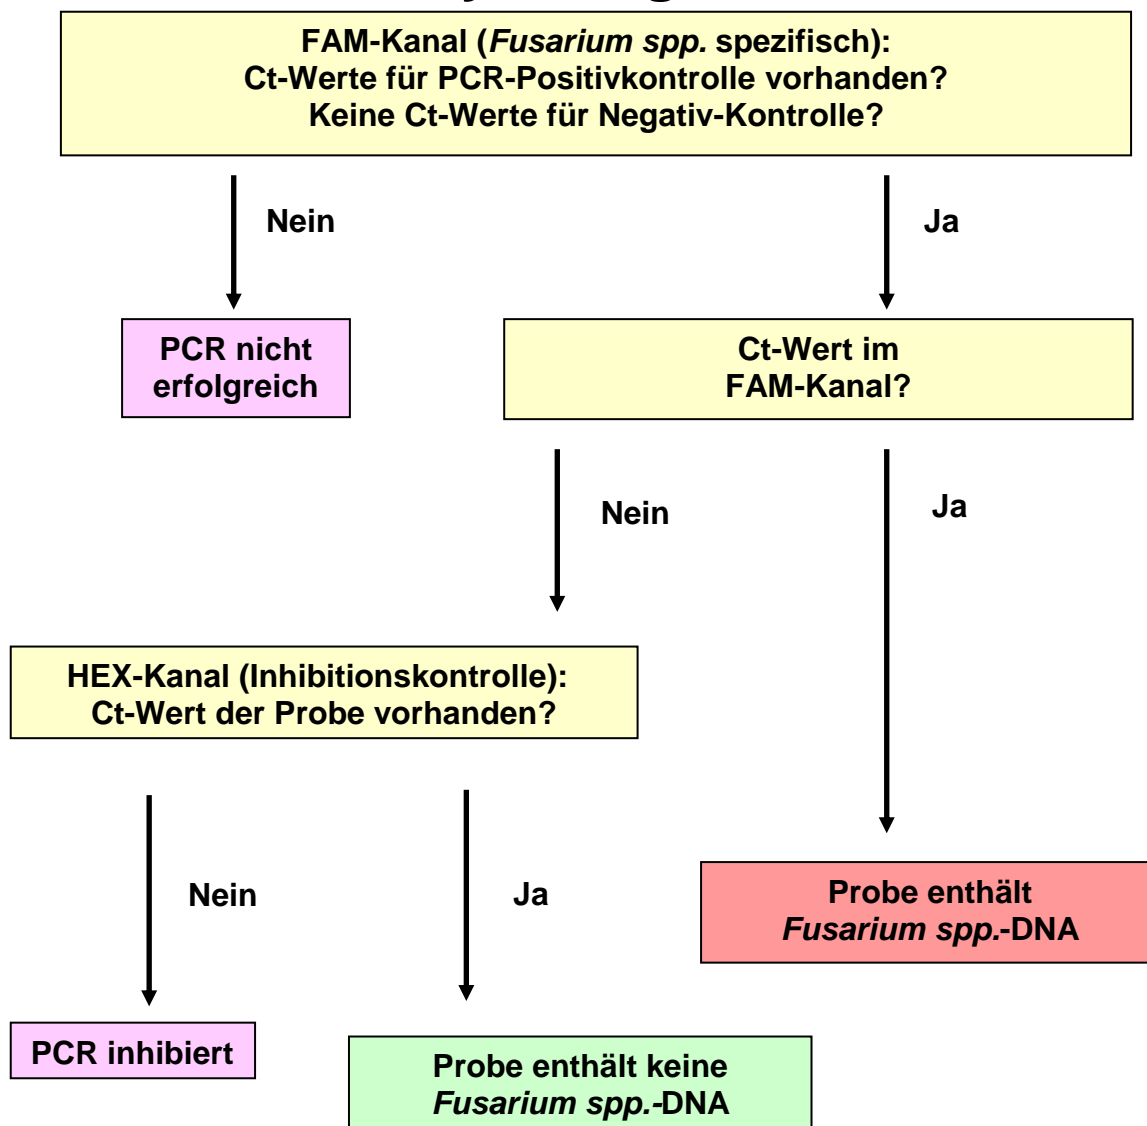 FAM-Kanal (Fusarium spp. spezifisch):
Ct-Werte für PCR-Positivkontrolle vorhanden?
Keine Ct-Werte für Negativ-Kontrolle?
Nein
Ja
PCR nicht
erfolgreich
Ct-Wert im
FAM-Kanal?
Nein
Ja
HEX-Kanal (Inhibitionskontrolle):
Ct-Wert der Probe vorhanden?
Nein
Ja
Probe enthält
Fusarium spp.-DNA
PCR inhibiert
Probe enthält keine
Fusarium spp.-DNA